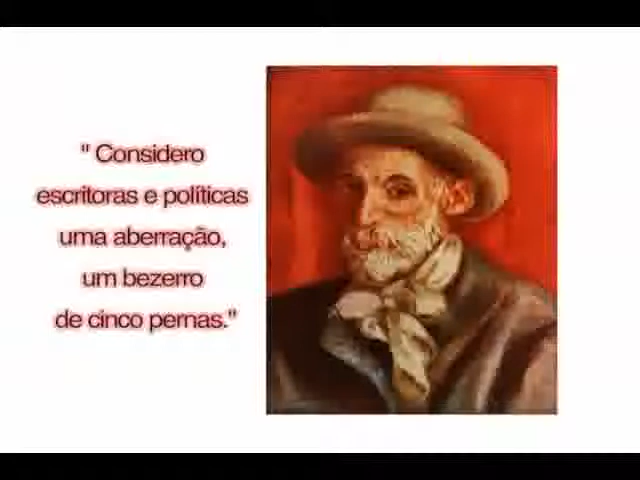 " Considero
escritoras e políticas
uma aberração,
um bezerro
de cinco pernas."